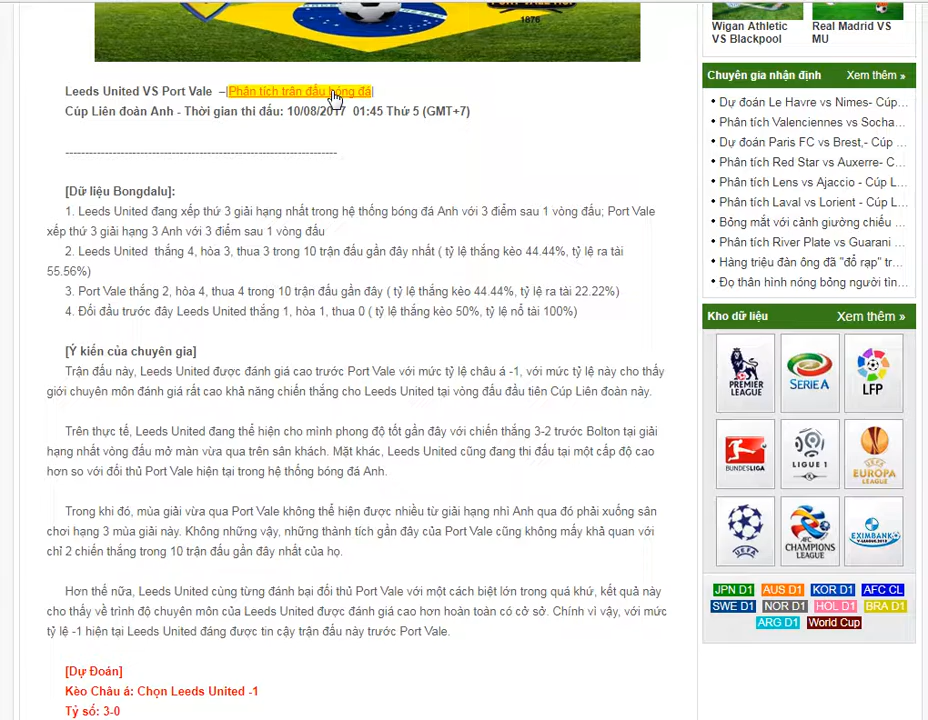 1876
Leeds United VS Port Vale –|Phân tích trận đấu bóng đá|
Cúp Liên đoàn Anh - Thời gian thi đấu: 10/08/2017 01:45 Thứ 5 (GMT+7)
--------------------------------------------------------------------
[Dữ liệu Bongdalu]:
1. Leeds United đang xếp thứ 3 giải hạng nhất trong hệ thống bóng đá Anh với 3 điểm sau 1 vòng đấu; Port Vale
xếp thứ 3 giải hạng 3 Anh với 3 điểm sau 1 vòng đấu
2. Leeds United thắng 4, hòa 3, thua 3 trong 10 trận đấu gần đây nhất ( tỷ lệ thắng kèo 44.44%, tỷ lệ ra tài
55.56%)
3. Port Vale thắng 2, hòa 4, thua 4 trong 10 trận đấu gần đây ( tỷ lệ thắng kèo 44.44%, tỷ lệ ra tài 22.22%)
4. Đối đầu trước đây Leeds United thắng 1, hòa 1, thua 0 ( tỷ lệ thắng kèo 50%, tỷ lệ nổ tài 100%)
[Ý kiến của chuyên gia]
Trận đấu này, Leeds United được đánh giá cao trước Port Vale với mức tỷ lệ châu á -1, với mức tỷ lệ này cho thấy
giới chuyên môn đánh giá rất cao khả năng chiến thắng cho Leeds United tại vòng đấu đầu tiên Cúp Liên đoàn này.
Trên thực tế, Leeds United đang thể hiện cho mình phong độ tốt gần đây với chiến thắng 3-2 trước Bolton tại giải
hạng nhất vòng đấu mở màn vừa qua trên sân khách. Mặt khác, Leeds United cũng đang thi đấu tại một cấp độ cao
hơn so với đối thủ Port Vale hiện tại trong hệ thống bóng đá Anh.
Trong khi đó, mùa giải vừa qua Port Vale không thể hiện được nhiều từ giải hạng nhì Anh qua đó phải xuống sân
chơi hạng 3 mùa giải này. Không những vậy, những thành tích gần đây của Port Vale cũng không mấy khả quan với
chỉ 2 chiến thắng trong 10 trận đấu gần đây nhất của họ.
Hơn thế nữa, Leeds United cùng từng đánh bại đối thủ Port Vale với một cách biệt lớn trong quá khứ, kết quả này
cho thấy về trình độ chuyên môn của Leeds United được đánh giá cao hơn hoàn toàn có cở sở. Chính vì vậy, với mức
tỷ lệ -1 hiện tại Leeds United đáng được tin cậy trận đấu này trước Port Vale.
[Dự Đoán]
Kèo Châu á: Chọn Leeds United -1
Tỷ số: 3-0
Wigan Athletic
VS Blackpool
Real Madrid VS
MU
Chuyên gia nhận định Xem thêm »
• Dự đoán Le Havre vs Nimes- Cúp...
• Phân tích Valenciennes vs Socha...
• Dự đoán Paris FC vs Brest,- Cúp ...
• Phân tích Red Star vs Auxerre- C...
• Phân tích Lens vs Ajaccio - Cúp L...
• Phân tích Laval vs Lorient - Cúp L...
• Bỏng mắt với cảnh giường chiếu ...
• Phân tích River Plate vs Guarani ...
• Hàng triệu đàn ông đã "đổ rạp" tr...
• Đọ thân hình nóng bỏng người tìn...
Kho dữ liệu Xem thêm »
PREMIER
LEAGUE
SERIE A
LFP
BUNDESLIGA
LIGUE 1
EUROPA
LEAGUE
UEFA
AFC
CHAMPIONS
LEAGUE
EXIMBANK
JPN D1 AUS D1 KOR D1 AFC CL
SWE D1 NOR D1 HOL D1 BRA D1
ARG D1 World Cup